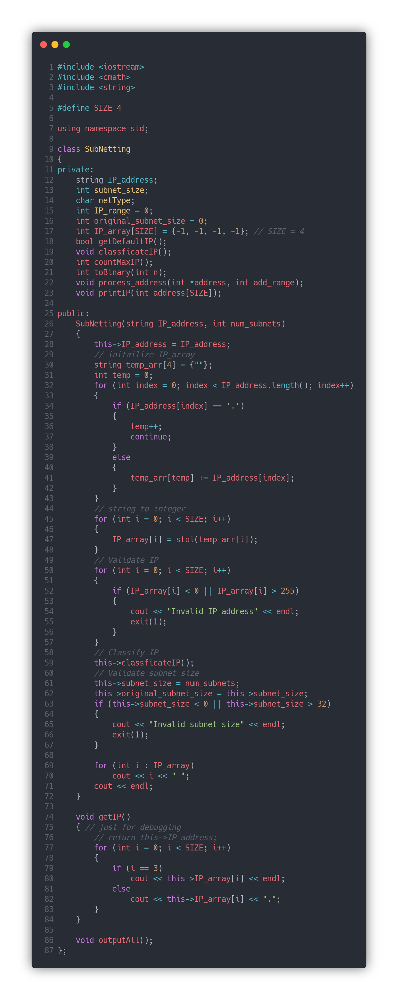 1 #include <iostream>
2 #include <cmath>
3 #include <string>
4
5 #define SIZE 4
6
7 using namespace std;
8
9 class SubNetting
10 {
11 private:
12     string IP_address;
13     int subnet_size;
14     char netType;
15     int IP_range = 0;
16     int original_subnet_size = 0;
17     int IP_array[SIZE] = {-1, -1, -1, -1}; // SIZE = 4
18     bool getDefaultIP();
19     void classficateIP();
20     int countMaxIP();
21     int toBinary(int n);
22     void process_address(int *address, int add_range);
23     void printIP(int address[SIZE]);
24
25 public:
26     SubNetting(string IP_address, int num_subnets)
27     {
28         this->IP_address = IP_address;
29         // initailize IP_array
30         string temp_arr[4] = {""};
31         int temp = 0;
32         for (int index = 0; index < IP_address.length(); index++)
33         {
34             if (IP_address[index] == '.')
35             {
36                 temp++;
37                 continue;
38             }
39             else
40             {
41                 temp_arr[temp] += IP_address[index];
42             }
43         }
44         // string to integer
45         for (int i = 0; i < SIZE; i++)
46         {
47             IP_array[i] = stoi(temp_arr[i]);
48         }
49         // Validate IP
50         for (int i = 0; i < SIZE; i++)
51         {
52             if (IP_array[i] < 0 || IP_array[i] > 255)
53             {
54                 cout << "Invalid IP address" << endl;
55                 exit(1);
56             }
57         }
58         // Classify IP
59         this->classficateIP();
60         // Validate subnet size
61         this->subnet_size = num_subnets;
62         this->original_subnet_size = this->subnet_size;
63         if (this->subnet_size < 0 || this->subnet_size > 32)
64         {
65             cout << "Invalid subnet size" << endl;
66             exit(1);
67         }
68
69         for (int i : IP_array)
70             cout << i << " ";
71         cout << endl;
72     }
73
74     void getIP()
75     { // just for debugging
76         // return this->IP_address;
77         for (int i = 0; i < SIZE; i++)
78         {
79             if (i == 3)
80                 cout << this->IP_array[i] << endl;
81             else
82                 cout << this->IP_array[i] << ".";
83         }
84     }
85
86     void outputAll();
87 };